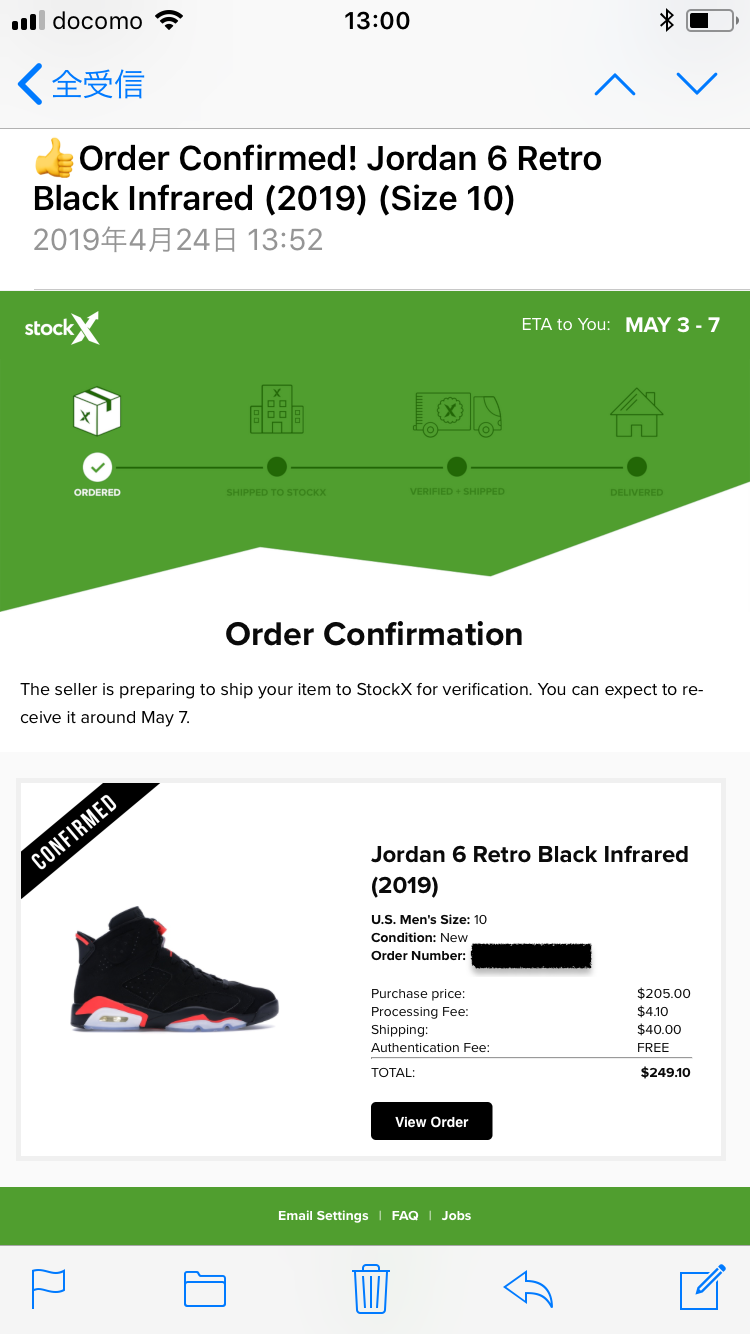 docomo 13:00
全受信
👍Order Confirmed! Jordan 6 Retro
Black Infrared (2019) (Size 10)
2019年4月24日 13:52
stockX ETA to You: MAY 3 - 7
X X
X
ORDERED SHIPPED TO STOCKX VERIFIED + SHIPPED DELIVERED
Order Confirmation
The seller is preparing to ship your item to StockX for verification. You can expect to re-
ceive it around May 7.
CONFIRMED
Jordan 6 Retro Black Infrared
(2019)
U.S. Men's Size: 10
Condition: New
Order Number:
Purchase price: $205.00
Processing Fee: $4.10
Shipping: $40.00
Authentication Fee: FREE
TOTAL: $249.10
View Order
Email Settings | FAQ | Jobs